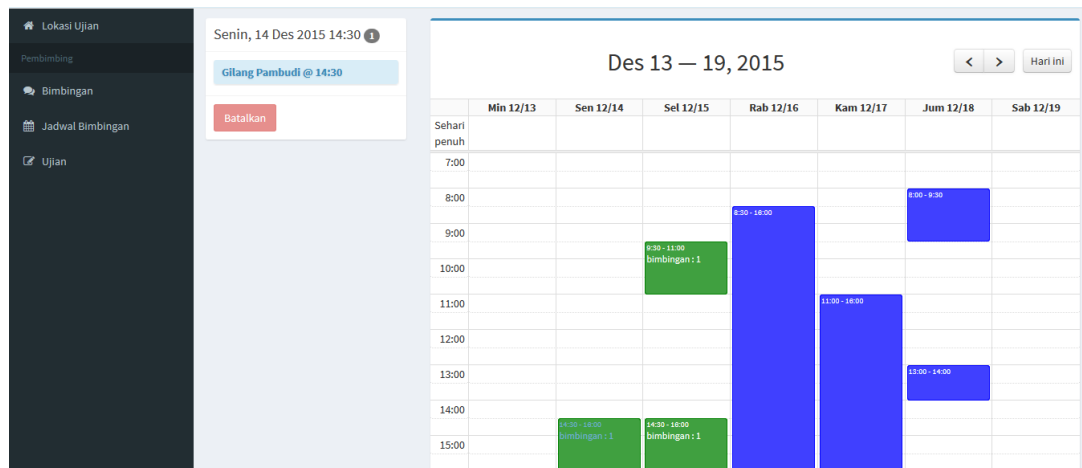 Lokasi Ujian
Pembimbing
Bimbingan
Jadwal Bimbingan
Ujian
Senin, 14 Des 2015 14:30 1
Gilang Pambudi @ 14:30
Batalkan
Des 13 — 19, 2015
< > Hari ini
Min 12/13 Sen 12/14 Sel 12/15 Rab 12/16 Kam 12/17 Jum 12/18 Sab 12/19
Sehari
penuh
7:00
8:00
8:00 - 9:30
8:30 - 16:00
9:00
9:30 - 11:00
bimbingan : 1
10:00
11:00
11:00 - 16:00
12:00
13:00
13:00 - 14:00
14:00
14:30 - 16:00
bimbingan : 1
14:30 - 16:00
bimbingan : 1
15:00